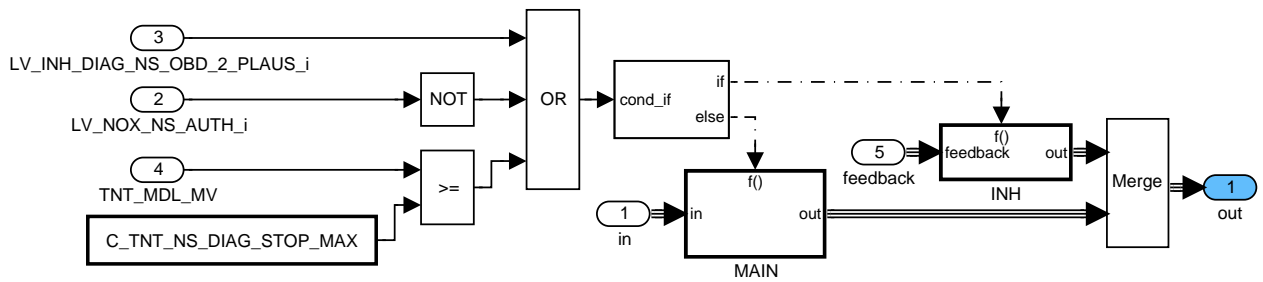 3
LV_INH_DIAG_NS_OBD_2_PLAUS_i
2
LV_NOX_NS_AUTH_i
NOT
OR
cond_if
if
else
4
TNT_MDL_MV
>=
C_TNT_NS_DIAG_STOP_MAX
1
in
f()
in
out
MAIN
5
feedback
f()
feedback
out
INH
Merge
1
out